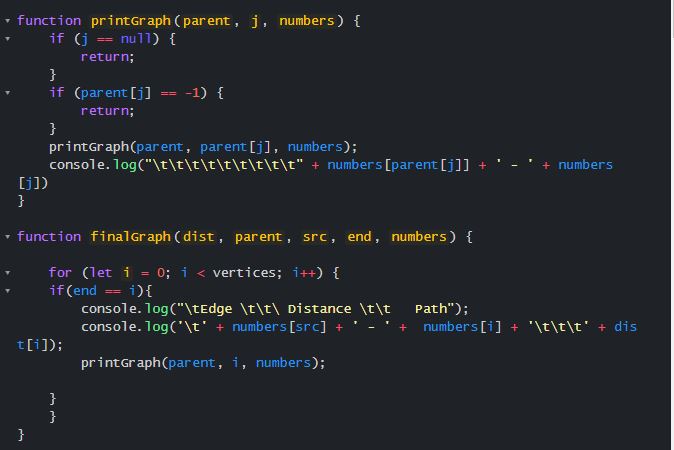 function printGraph(parent, j, numbers) {
    if (j == null) {
        return;
    }
    if (parent[j] == -1) {
        return;
    }
    printGraph(parent, parent[j], numbers);
    console.log("\t\t\t\t\t\t\t\t\t" + numbers[parent[j]] + ' - ' + numbers
[j])
}

function finalGraph(dist, parent, src, end, numbers) {

    for (let i = 0; i < vertices; i++) {
    if(end == i){
        console.log("\tEdge \t\t\ Distance \t\t   Path");
        console.log('\t' + numbers[src] + ' - ' +  numbers[i] + '\t\t\t' + dis
t[i]);
        printGraph(parent, i, numbers);

    }
    }
}